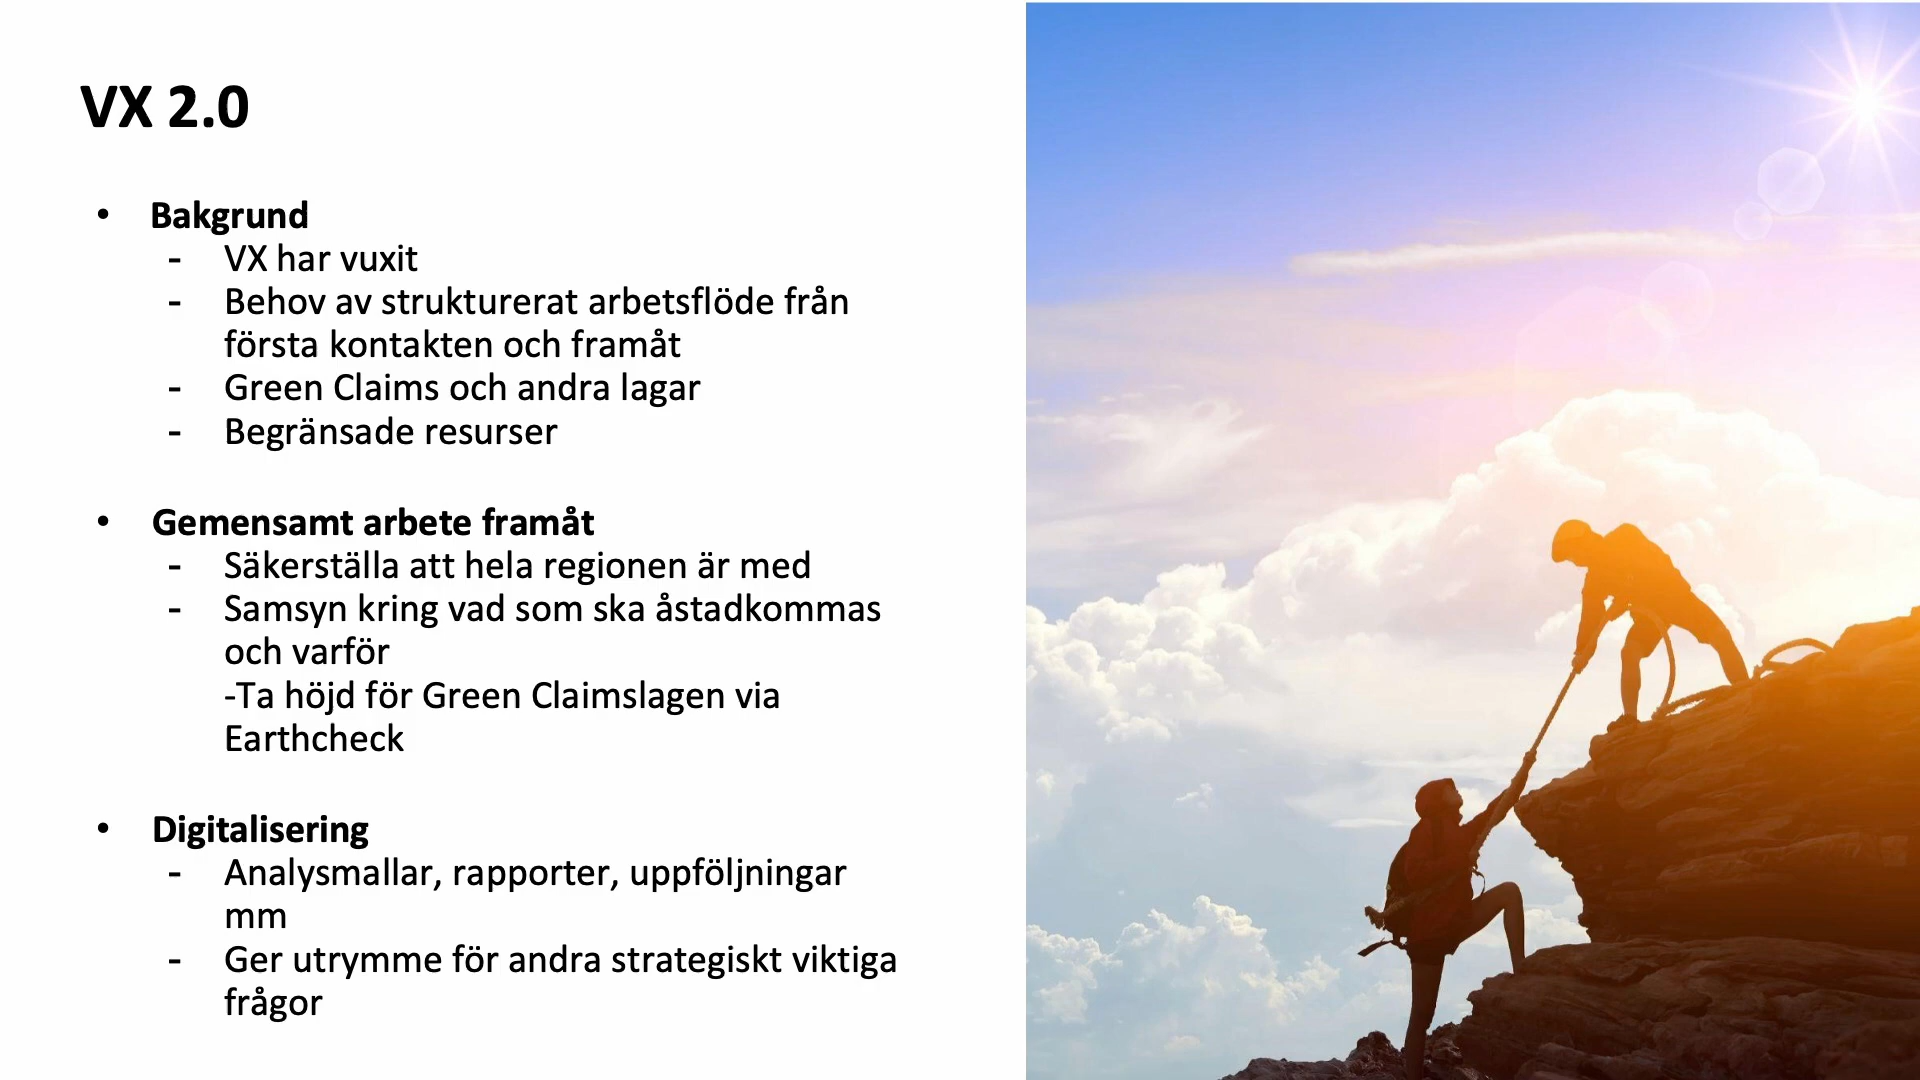 VX 2.0
• Bakgrund
- VX har vuxit
- Behov av strukturerat arbetsflöde från
första kontakten och framåt
- Green Claims och andra lagar
- Begränsade resurser
• Gemensamt arbete framåt
- Säkerställa att hela regionen är med
- Samsyn kring vad som ska åstadkommas
och varför
-Ta höjd för Green Claimslagen via
Earthcheck
• Digitalisering
- Analysmallar, rapporter, uppföljningar
mm
- Ger utrymme för andra strategiskt viktiga
frågor